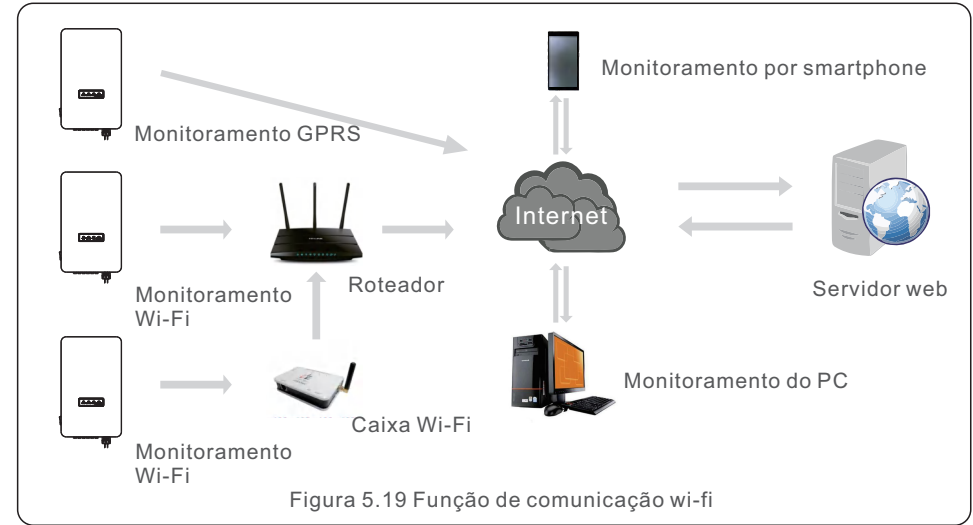 Monitoramento por smartphone
Monitoramento GPRS
Internet
Roteador
Servidor web
Monitoramento
Wi-Fi
Monitoramento do PC
Caixa Wi-Fi
Monitoramento
Wi-Fi
Figura 5.19 Função de comunicação wi-fi